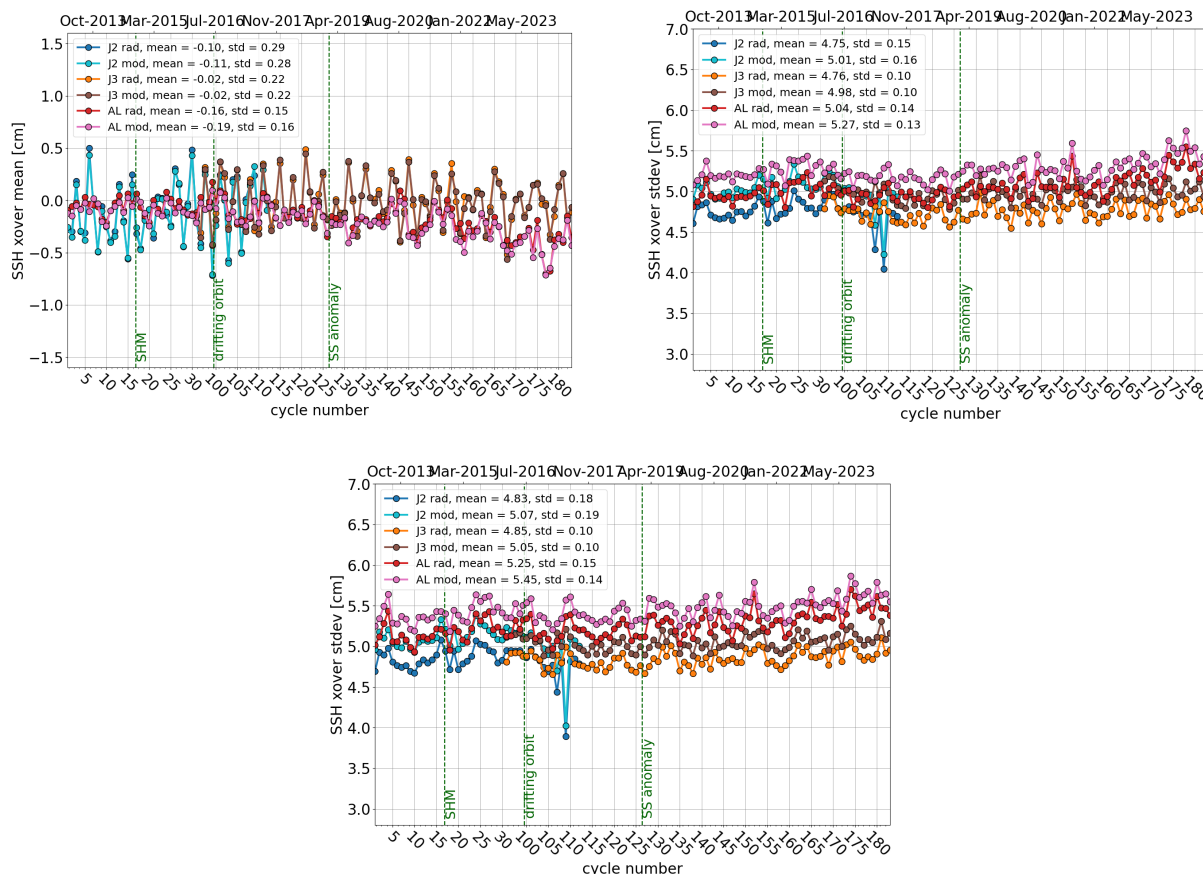 Oct-2013 Mar-2015 Jul-2016 Nov-2017 Apr-2019 Aug-2020 Jan-2022 May-2023
SSH xover mean [cm]
1.5
1.0
0.5
0.0
−0.5
−1.0
−1.5
J2 rad, mean = -0.10, std = 0.29
J2 mod, mean = -0.11, std = 0.28
J3 rad, mean = -0.02, std = 0.22
J3 mod, mean = -0.02, std = 0.22
AL rad, mean = -0.16, std = 0.15
AL mod, mean = -0.19, std = 0.16
SHM
drifting orbit
SS anomaly
5 10 15 20 25 30 100 105 110 115 120 125 130 135 140 145 150 155 160 165 170 175 180
cycle number
Oct-2013 Mar-2015 Jul-2016 Nov-2017 Apr-2019 Aug-2020 Jan-2022 May-2023
SSH xover stdev [cm]
7.0
6.5
6.0
5.5
5.0
4.5
4.0
3.5
3.0
J2 rad, mean = 4.75, std = 0.15
J2 mod, mean = 5.01, std = 0.16
J3 rad, mean = 4.76, std = 0.10
J3 mod, mean = 4.98, std = 0.10
AL rad, mean = 5.04, std = 0.14
AL mod, mean = 5.27, std = 0.13
SHM
drifting orbit
SS anomaly
5 10 15 20 25 30 100 105 110 115 120 125 130 135 140 145 150 155 160 165 170 175 180
cycle number
Oct-2013 Mar-2015 Jul-2016 Nov-2017 Apr-2019 Aug-2020 Jan-2022 May-2023
SSH xover stdev [cm]
7.0
6.5
6.0
5.5
5.0
4.5
4.0
3.5
3.0
J2 rad, mean = 4.83, std = 0.18
J2 mod, mean = 5.07, std = 0.19
J3 rad, mean = 4.85, std = 0.10
J3 mod, mean = 5.05, std = 0.10
AL rad, mean = 5.25, std = 0.15
AL mod, mean = 5.45, std = 0.14
SHM
drifting orbit
SS anomaly
5 10 15 20 25 30 100 105 110 115 120 125 130 135 140 145 150 155 160 165 170 175 180
cycle number